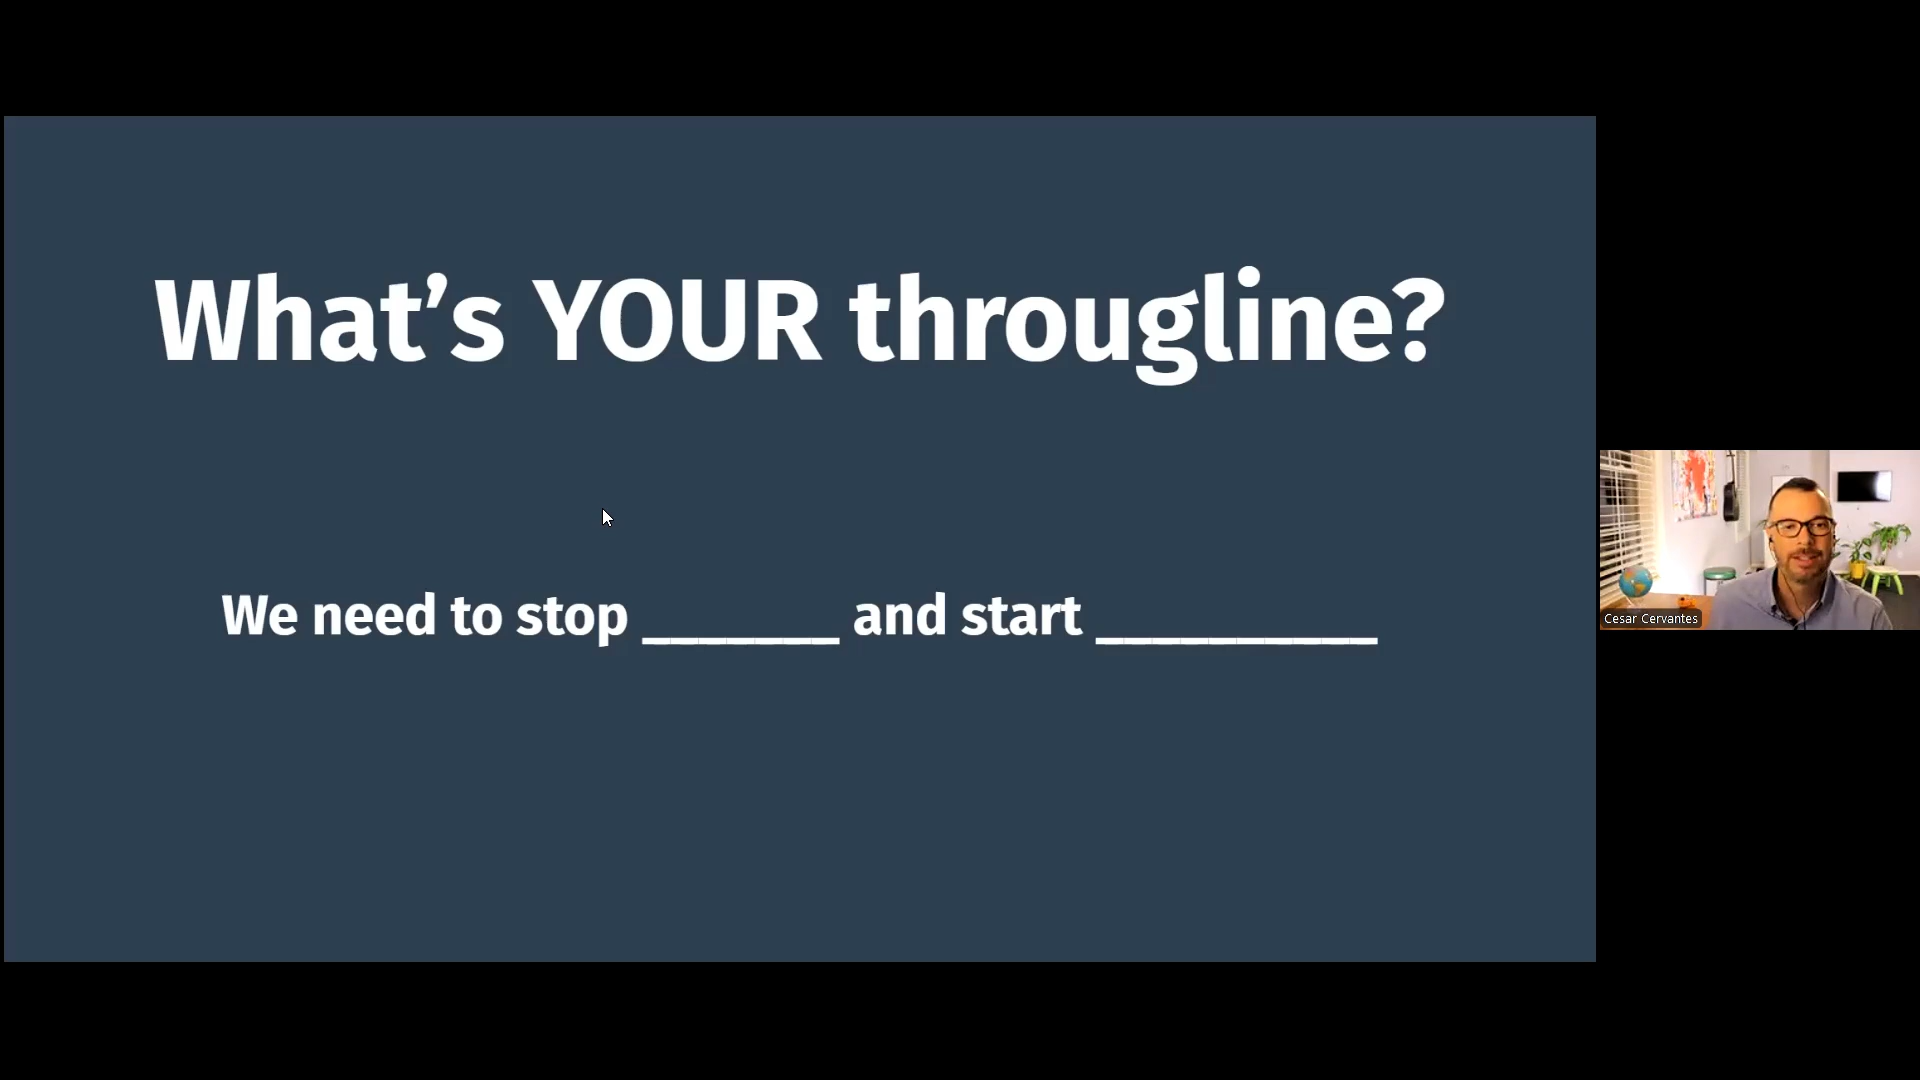 What’s YOUR througline?
We need to stop _______ and start __________
Cesar Cervantes